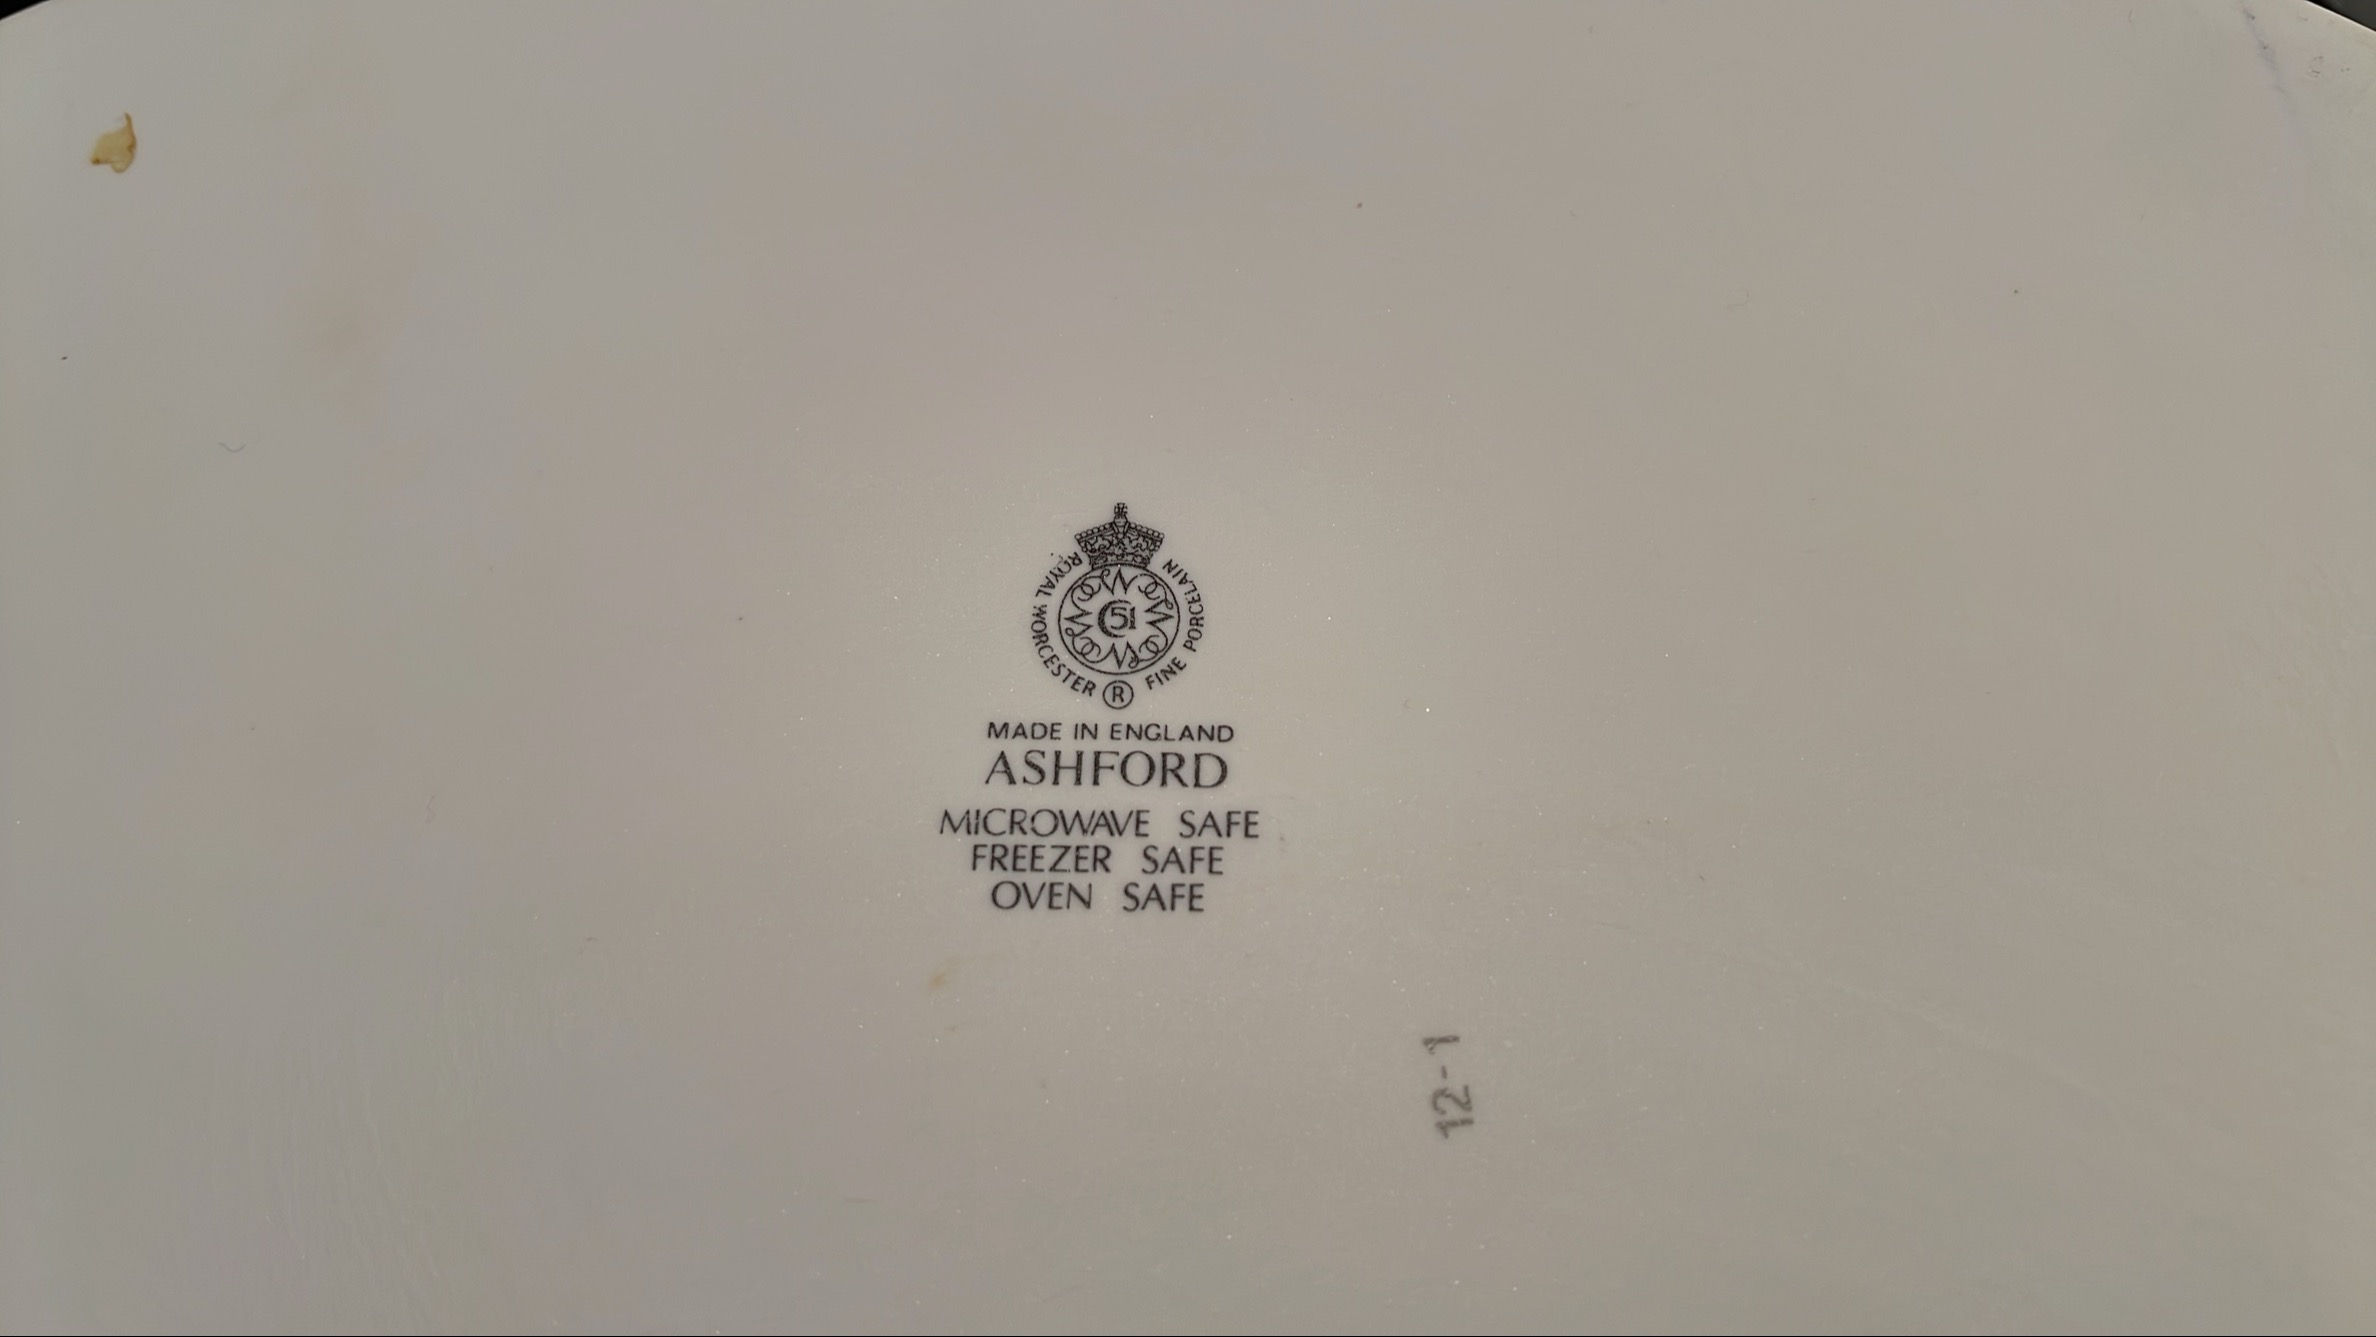 ROYAL WORCESTER ® FINE PORCELAIN
51
MADE IN ENGLAND
ASHFORD
MICROWAVE SAFE
FREEZER SAFE
OVEN SAFE
12-1